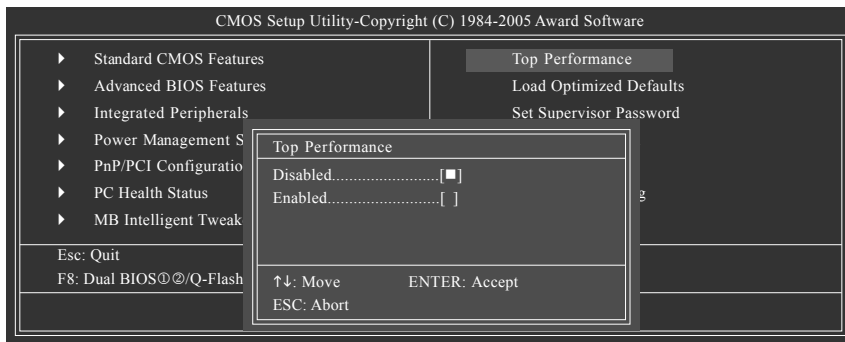 CMOS Setup Utility-Copyright (C) 1984-2005 Award Software
Standard CMOS Features
Advanced BIOS Features
Integrated Peripherals
Power Management S
PnP/PCI Configuratio
PC Health Status
MB Intelligent Tweak
Top Performance
Load Optimized Defaults
Set Supervisor Password
g
Top Performance
Disabled.........................[■]
Enabled..........................[ ]
↑↓: Move ENTER: Accept
ESC: Abort
Esc: Quit
F8: Dual BIOS①②/Q-Flash